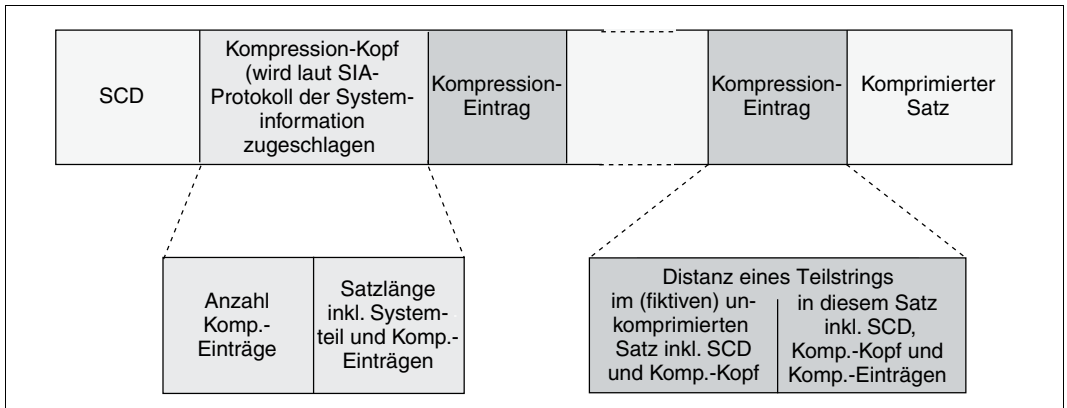 SCD
Kompression-Kopf
(wird laut SIA-
Protokoll der System-
information
zugeschlagen
Kompression-
Eintrag
Kompression-
Eintrag
Komprimierter
Satz
Anzahl
Komp.-
Einträge
Satzlänge
inkl. System-
teil und Komp.-
Einträgen
Distanz eines Teilstrings
im (fiktiven) un-
komprimierten
Satz inkl. SCD
und Komp.-Kopf
in diesem Satz
inkl. SCD,
Komp.-Kopf und
Komp.-Einträgen